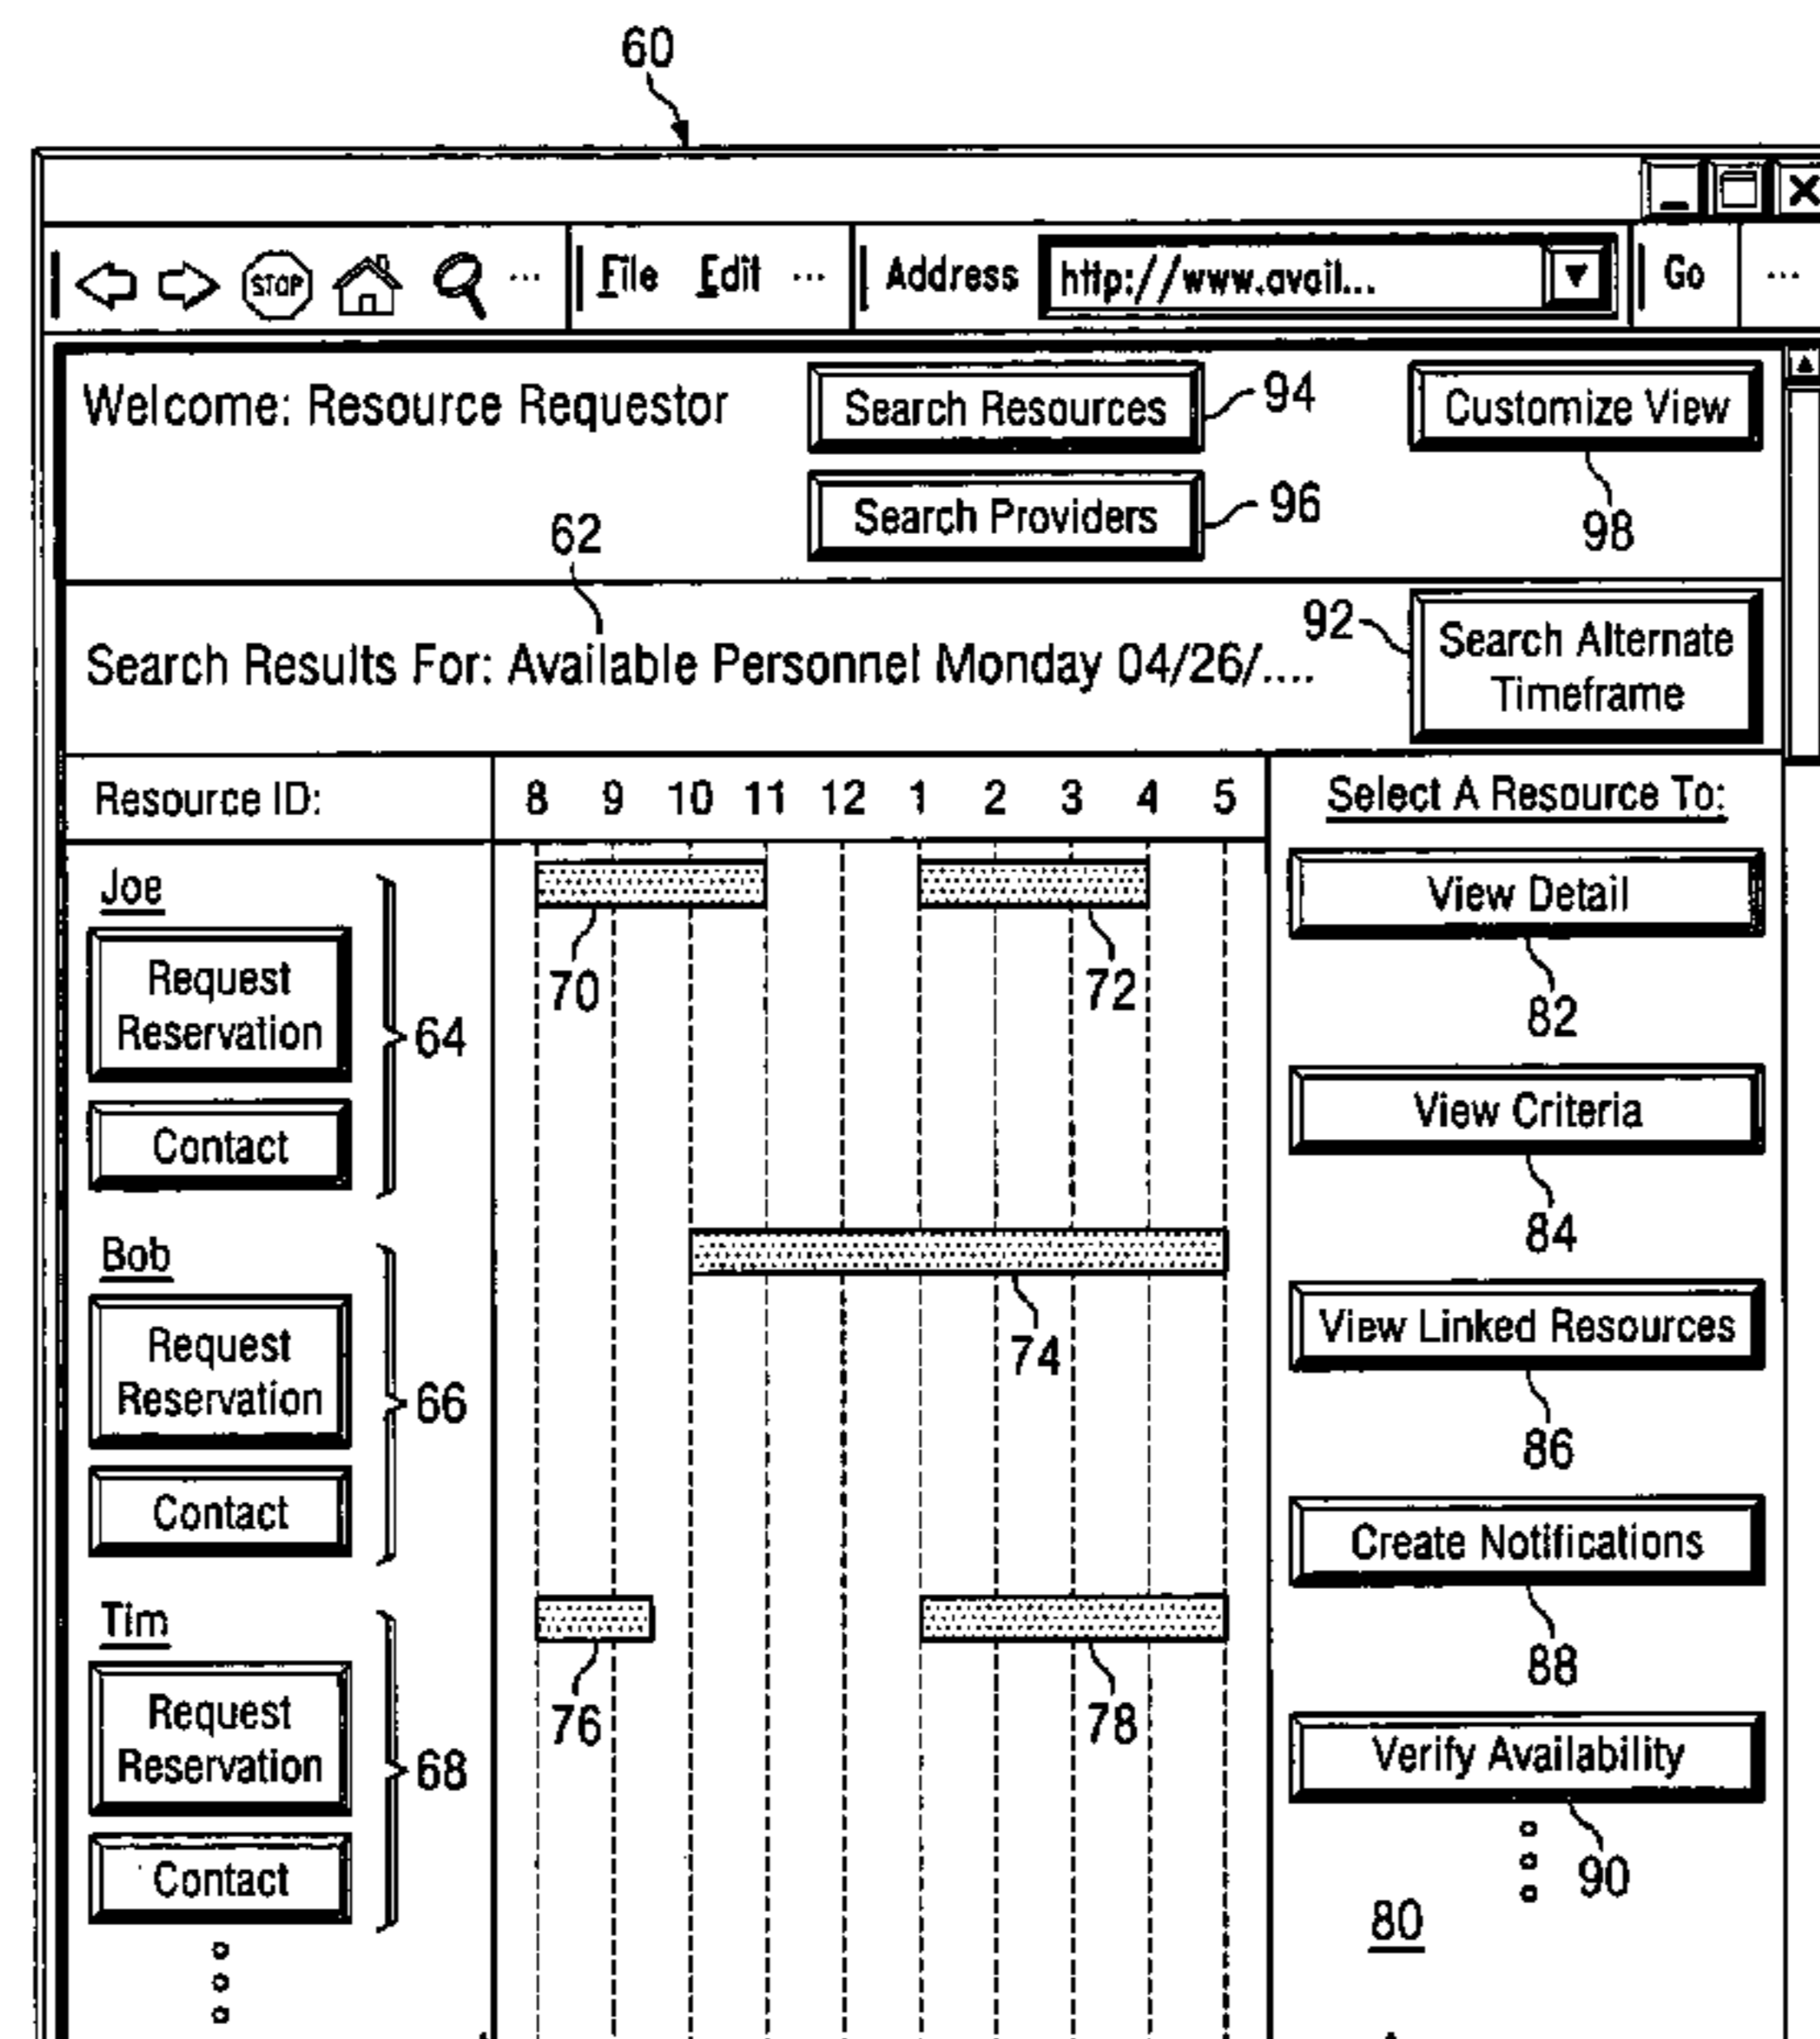 60
STOP ... File Edit ... Address http://www.avail... Go ...
Welcome: Resource Requestor
Search Resources
94
Customize View
Search Providers
96
98
62
Search Results For: Available Personnel Monday 04/26/....
92
Search Alternate
Timeframe
Resource ID:
8 9 10 11 12 1 2 3 4 5
Select A Resource To:
Joe
Request
Reservation
Contact
64
70
72
View Detail
82
View Criteria
84
Bob
Request
Reservation
Contact
66
74
View Linked Resources
86
Create Notifications
88
Tim
Request
Reservation
Contact
68
76
78
Verify Availability
90
80